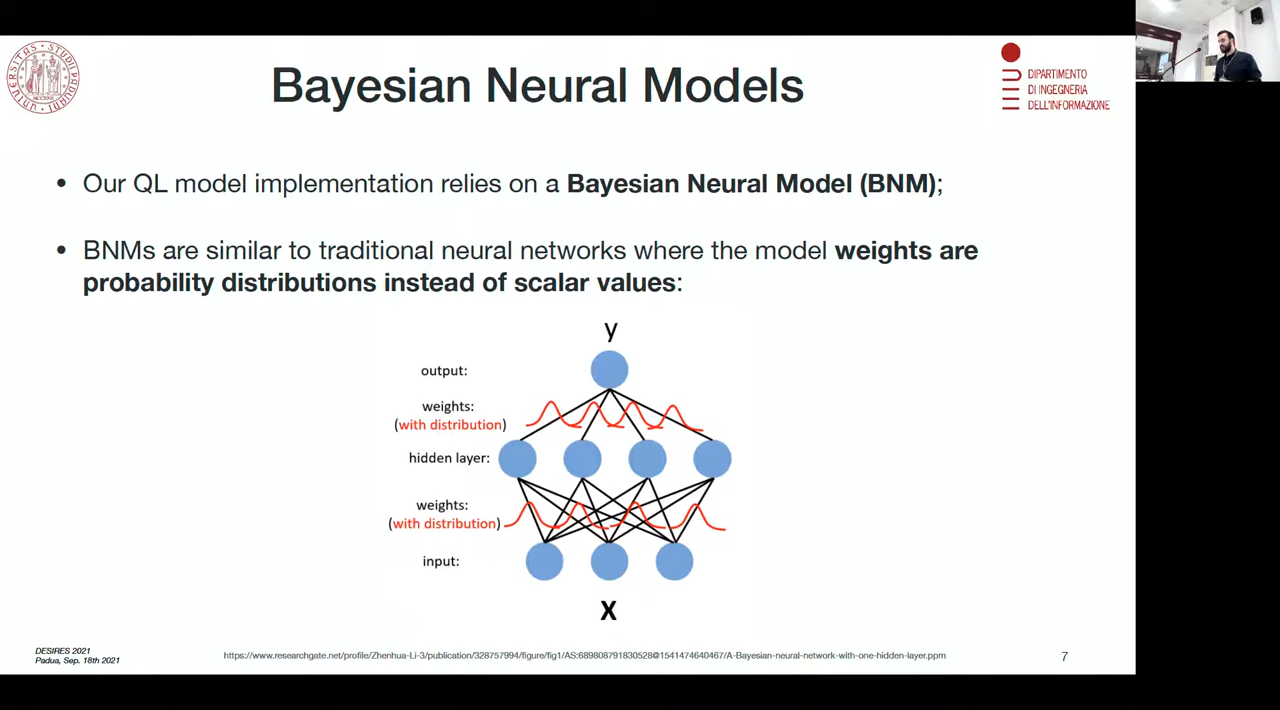 Bayesian Neural Models
DIPARTIMENTO
DI INGEGNERIA
DELL'INFORMAZIONE
• Our QL model implementation relies on a Bayesian Neural Model (BNM);
• BNMs are similar to traditional neural networks where the model weights are
probability distributions instead of scalar values:
y
output:
weights:
(with distribution)
hidden layer:
weights:
(with distribution)
input:
X
DESIRES 2021
Padua, Sep. 18th 2021
https://www.researchgate.net/profile/Zhenhua-Li-3/publication/328757994/figure/fig1/AS:689808791830528@1541474640467/A-Bayesian-neural-network-with-one-hidden-layer.ppm
7